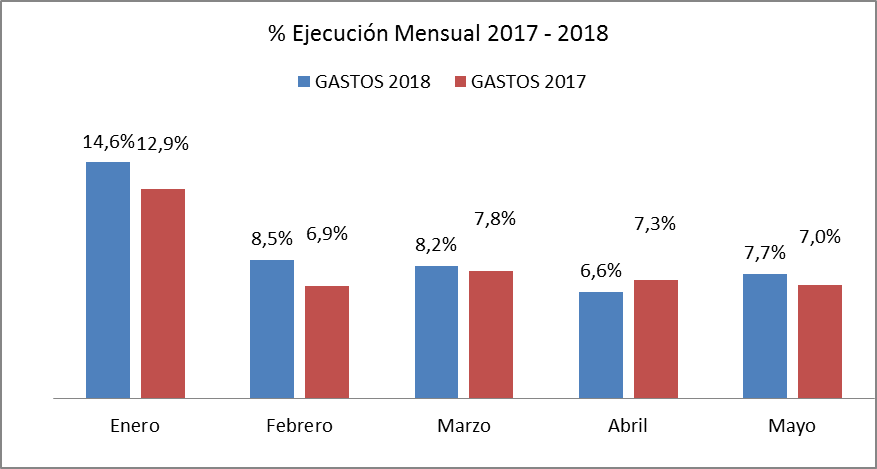 % Ejecución Mensual 2017 - 2018
GASTOS 2018 GASTOS 2017
14,6% 12,9%
8,5% 6,9%
8,2% 7,8%
6,6% 7,3%
7,7% 7,0%
Enero Febrero Marzo Abril Mayo